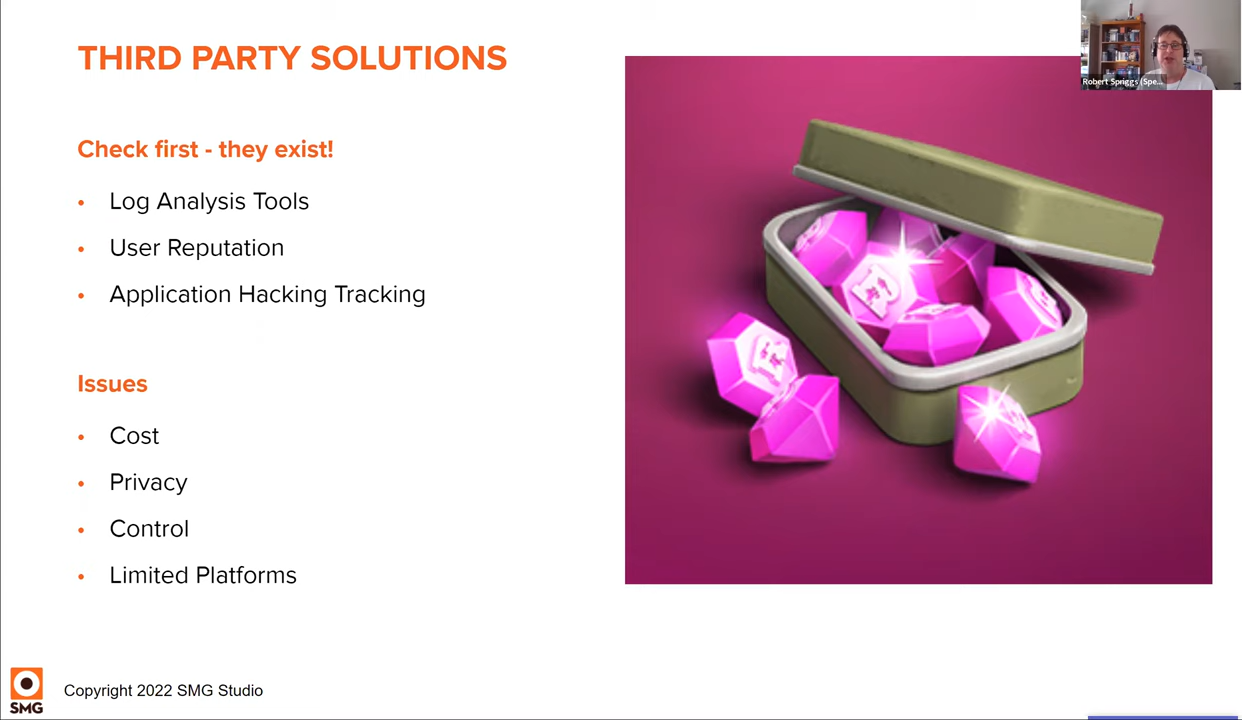 THIRD PARTY SOLUTIONS
Robert Spriggs (Spe...
Check first - they exist!
• Log Analysis Tools
• User Reputation
• Application Hacking Tracking
Issues
• Cost
• Privacy
• Control
• Limited Platforms
SMG
Copyright 2022 SMG Studio